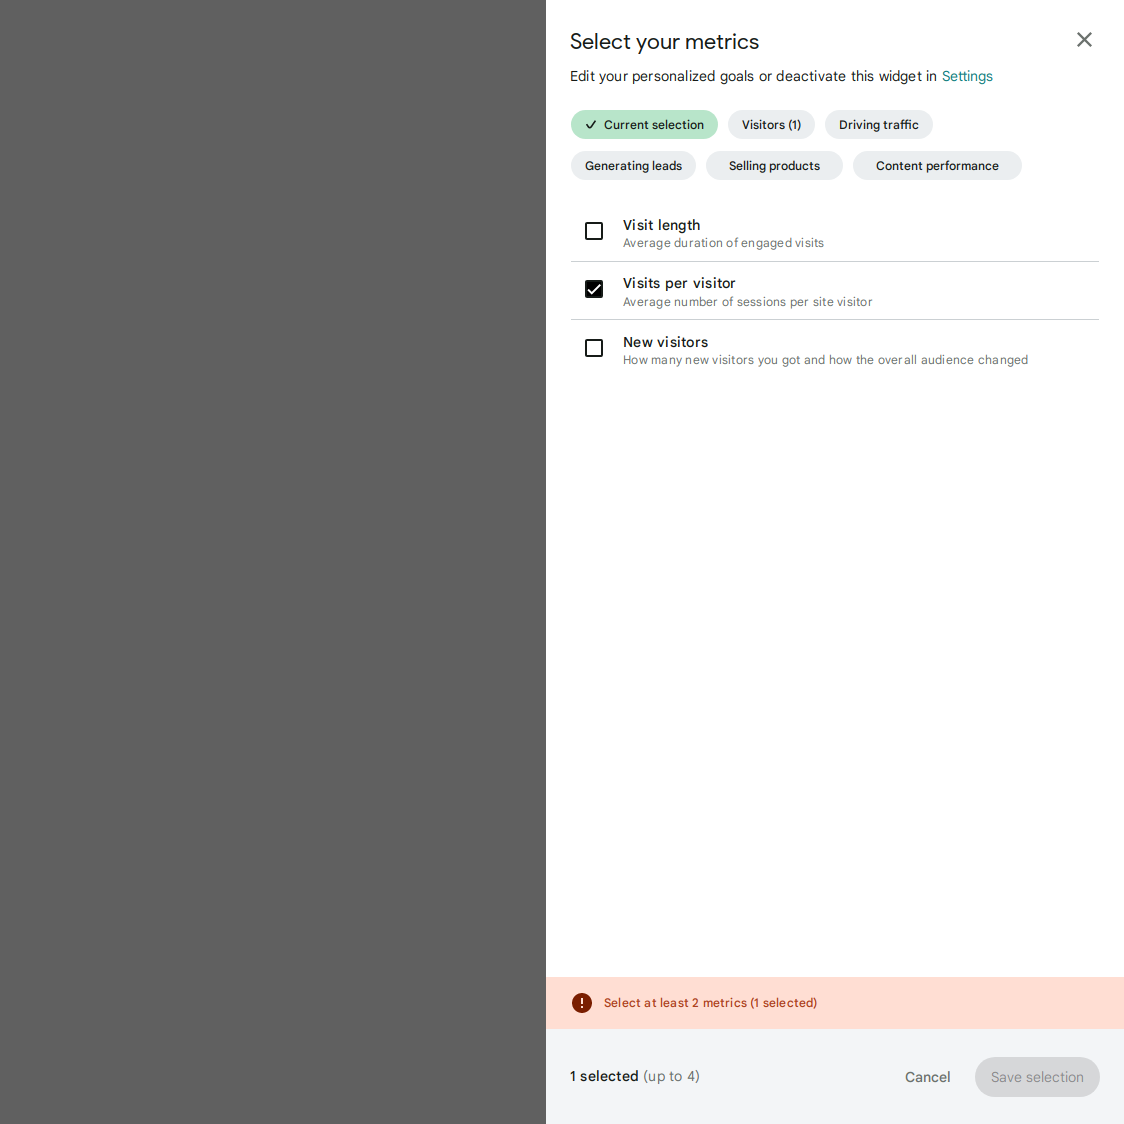 Select your metrics
Edit your personalized goals or deactivate this widget in Settings
Current selection
Visitors (1)
Driving traffic
Generating leads
Selling products
Content performance
Visit length
Average duration of engaged visits
Visits per visitor
Average number of sessions per site visitor
New visitors
How many new visitors you got and how the overall audience changed
Select at least 2 metrics (1 selected)
1 selected (up to 4)
Cancel
Save selection